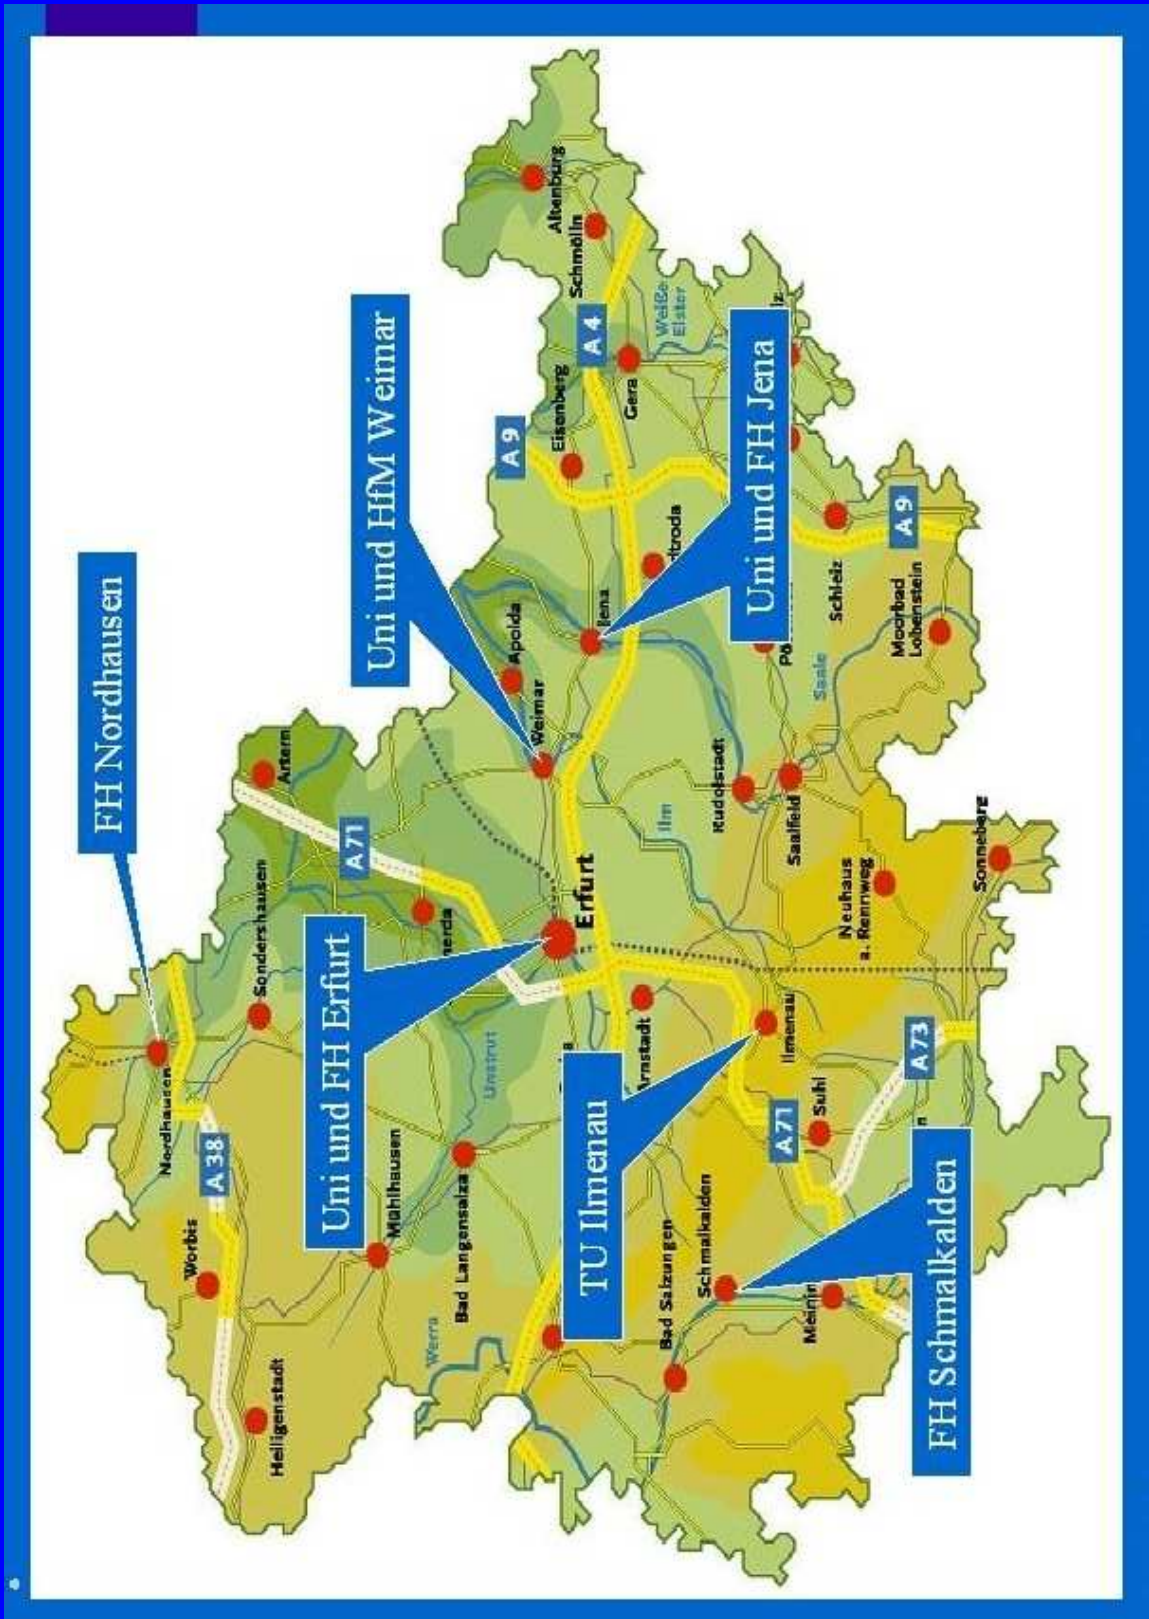 FH Nordhausen
Uni und HfM Weimar
Uni und FH Erfurt
Uni und FH Jena
TU Ilmenau
FH Schmalkalden
Nordhausen
Worbis
Heiligenstadt
A 38
Sondershausen
Artern
A 71
Mühlhausen
Bad Langensalza
Unstrut
Werra
Erfurt
Weimar
Apolda
Jena
Eisenberg
A 9
A 4
Gera
Schmölln
Altenburg
Weiße
Elster
Ilm
Rudolstadt
Saalfeld
Saale
Schleiz
A 9
Moorbad
Lobenstein
Neuhaus
a. Rennweg
Sonneberg
Ilmenau
Suhl
A 71
A 73
Schmalkalden
Bad Salzungen